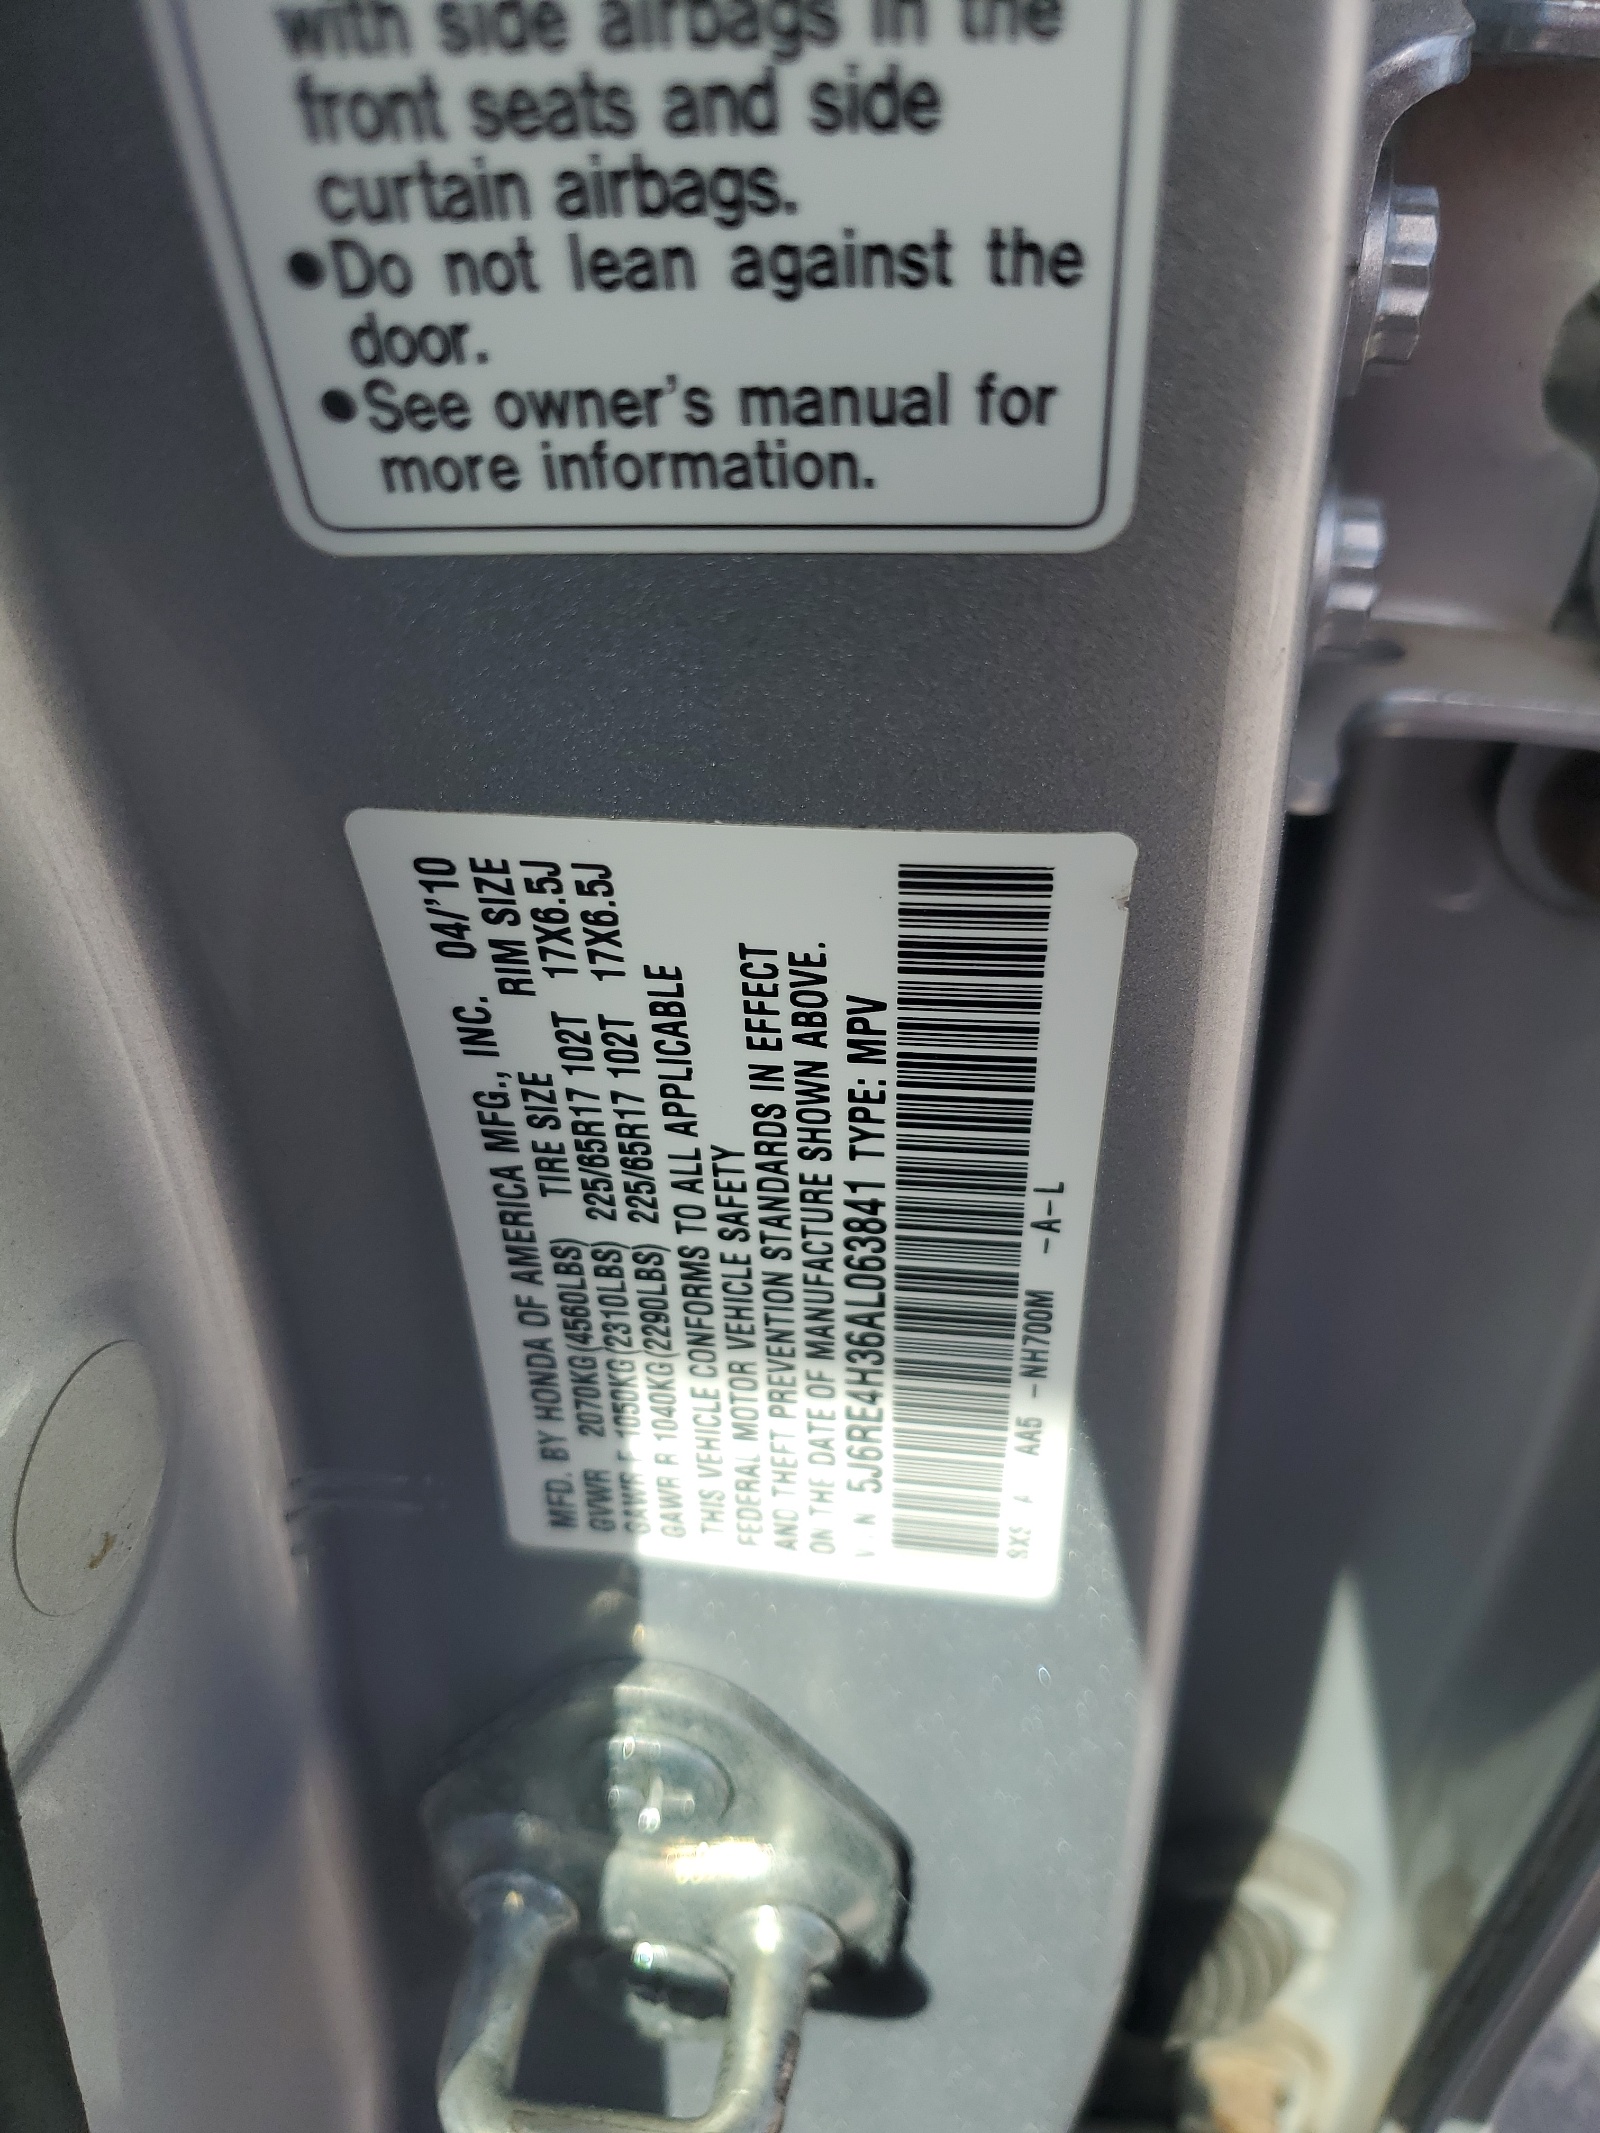 with side airbags in the
front seats and side
curtain airbags.
●Do not lean against the
door.
●See owner's manual for
more information.
MFD. BY HONDA OF AMERICA MFG., INC. 04/'10
GVWR 2070KG(4560LBS) TIRE SIZE RIM SIZE
GAWR F 1050KG(2310LBS) 225/65R17 102T 17X6.5J
GAWR R 1040KG(2290LBS) 225/65R17 102T 17X6.5J
THIS VEHICLE CONFORMS TO ALL APPLICABLE
FEDERAL MOTOR VEHICLE SAFETY
AND THEFT PREVENTION STANDARDS IN EFFECT
ON THE DATE OF MANUFACTURE SHOWN ABOVE.
V.I.N. 5J6RE4H36AL063841 TYPE: MPV
SXS A AA5 -NH700M -A-L